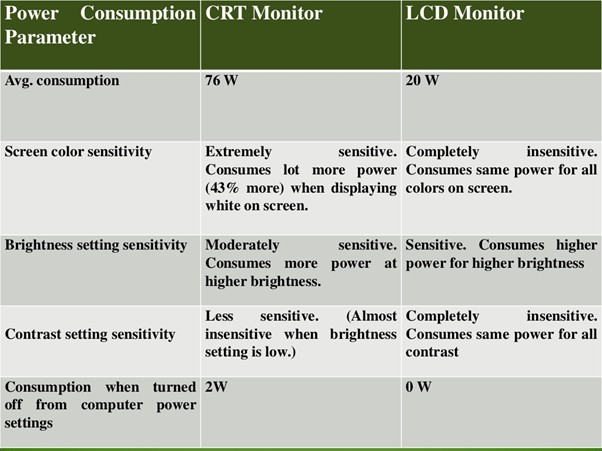 Power Consumption
Parameter
CRT Monitor
LCD Monitor
Avg. consumption
76 W
20 W
Screen color sensitivity
Extremely sensitive.
Consumes lot more power
(43% more) when displaying
white on screen.
Completely insensitive.
Consumes same power for all
colors on screen.
Brightness setting sensitivity
Moderately sensitive.
Consumes more power at
higher brightness.
Sensitive. Consumes higher
power for higher brightness
Contrast setting sensitivity
Less sensitive. (Almost
insensitive when brightness
setting is low.)
Completely insensitive.
Consumes same power for all
contrast
Consumption when turned
off from computer power
settings
2W
0 W